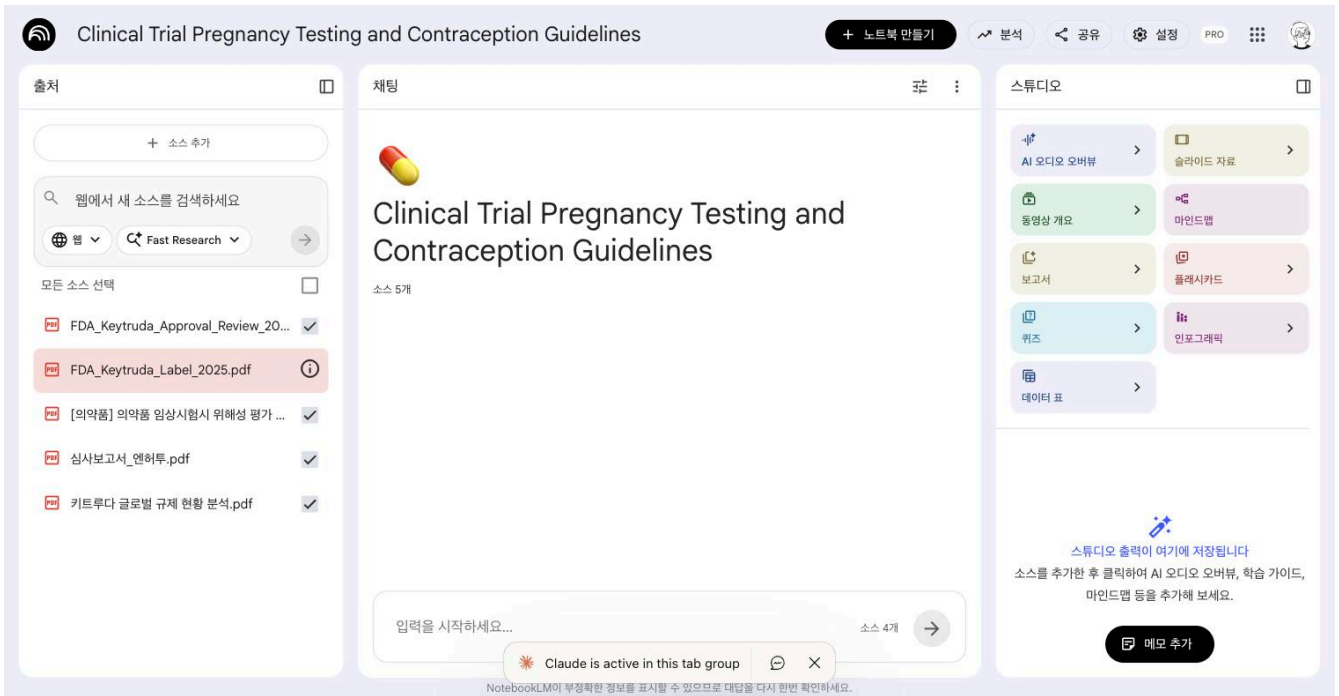 Clinical Trial Pregnancy Testing and Contraception Guidelines
+ 노트북 만들기
분석
공유
설정
PRO
출처
+ 소스 추가
웹에서 새 소스를 검색하세요
웹
Fast Research
모든 소스 선택
FDA_Keytruda_Approval_Review_20...
FDA_Keytruda_Label_2025.pdf
[의약품] 의약품 임상시험시 위해성 평가 ...
심사보고서_엔허투.pdf
키트루다 글로벌 규제 현황 분석.pdf
채팅
Clinical Trial Pregnancy Testing and
Contraception Guidelines
소스 5개
입력을 시작하세요...
소스 4개
Claude is active in this tab group
NotebookLM이 부정확한 정보를 표시할 수 있으므로 대답을 다시 한번 확인하세요.
스튜디오
AI 오디오 오버뷰
슬라이드 자료
동영상 개요
마인드맵
보고서
플래시카드
퀴즈
인포그래픽
데이터 표
스튜디오 출력이 여기에 저장됩니다
소스를 추가한 후 클릭하여 AI 오디오 오버뷰, 학습 가이드,
마인드맵 등을 추가해 보세요.
메모 추가